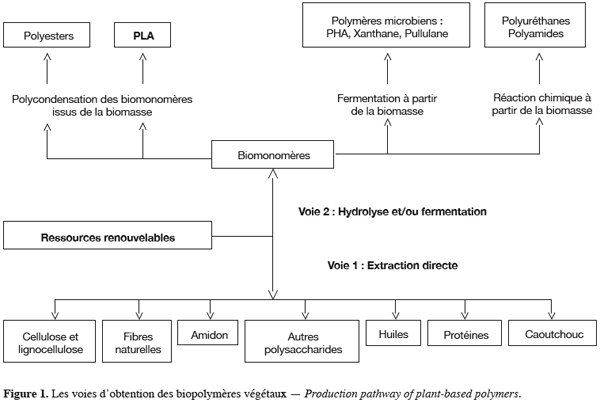 Polyesters
PLA
Polymères microbiens :
PHA, Xanthane, Pullulane
Polyuréthanes
Polyamides
Polycondensation des biomonomères
issus de la biomasse
Fermentation à partir
de la biomasse
Réaction chimique à
partir de la biomasse
Biomonomères
Voie 2 : Hydrolyse et/ou fermentation
Ressources renouvelables
Voie 1 : Extraction directe
Cellulose et
lignocellulose
Fibres
naturelles
Amidon
Autres
polysaccharides
Huiles
Protéines
Caoutchouc
Figure 1. Les voies d'obtention des biopolymères végétaux — Production pathway of plant-based polymers.